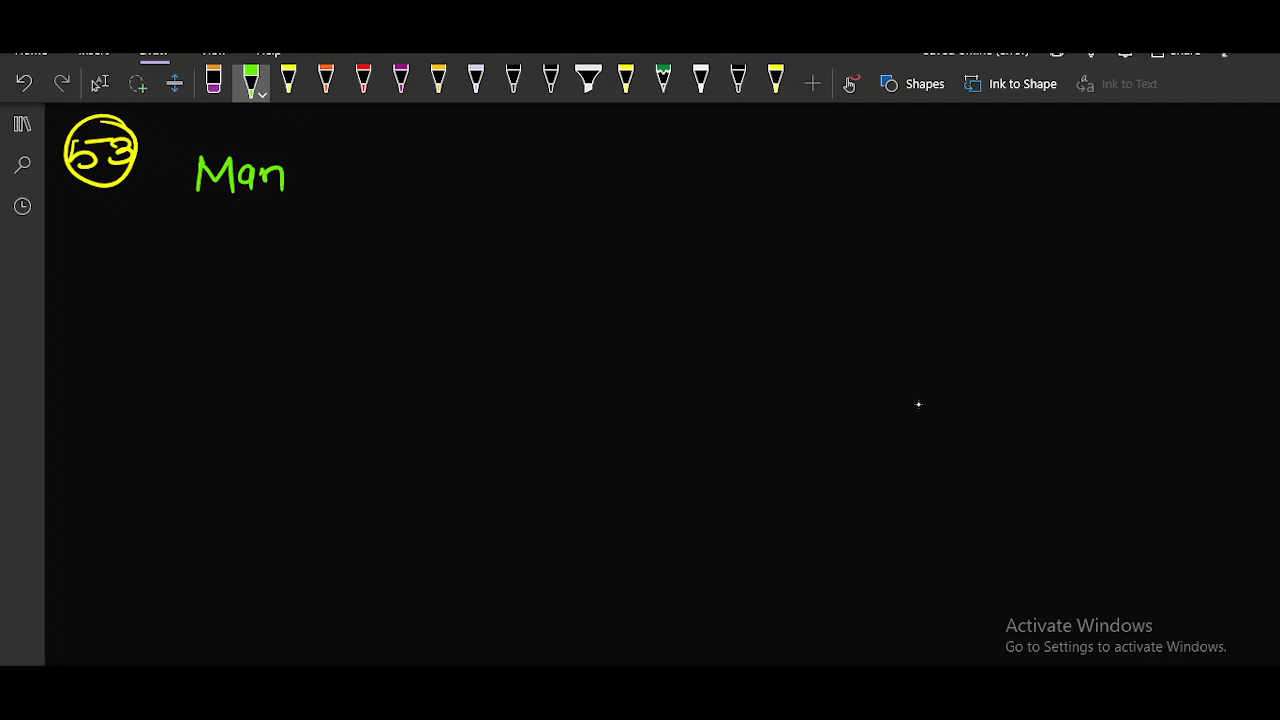 Shapes Ink to Shape Ink to Text
53
Man
Activate Windows
Go to Settings to activate Windows.